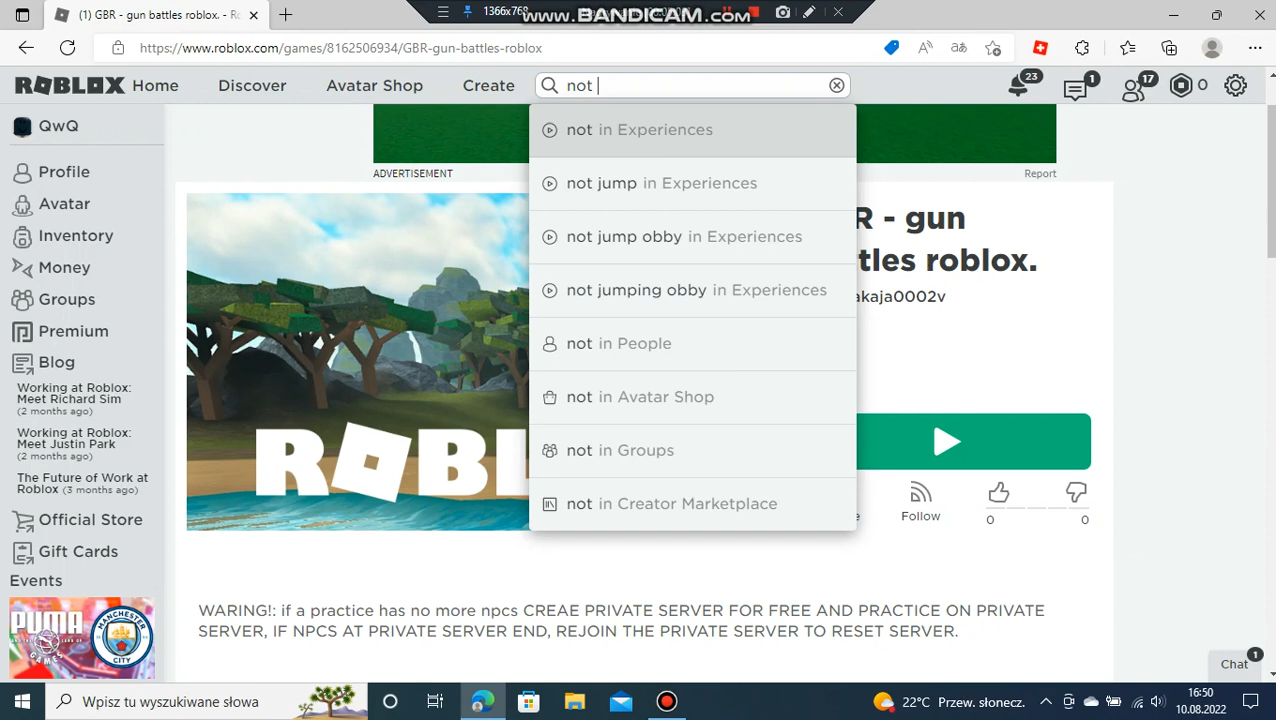 1366x768
www.BANDICAM.com
GBR - gun battles roblox. - Ro
https://www.roblox.com/games/8162506934/GBR-gun-battles-roblox
ROBLOX Home Discover Avatar Shop Create not 23 1 17 0
QwQ
Profile
Avatar
Inventory
Money
Groups
Premium
Blog
Working at Roblox:
Meet Richard Sim
(2 months ago)
Working at Roblox:
Meet Justin Park
(2 months ago)
The Future of Work at
Roblox (3 months ago)
Official Store
Gift Cards
Events
PUMA
GAMES
MANCHESTER
CITY
not in Experiences
not jump in Experiences
not jump obby in Experiences
not jumping obby in Experiences
not in People
not in Avatar Shop
not in Groups
not in Creator Marketplace
ADVERTISEMENT
Report
R - gun
tles roblox.
akaja0002v
ROBL
Follow
0 0
WARING!: if a practice has no more npcs CREAE PRIVATE SERVER FOR FREE AND PRACTICE ON PRIVATE
SERVER, IF NPCS AT PRIVATE SERVER END, REJOIN THE PRIVATE SERVER TO RESET SERVER.
Chat 1
Wpisz tu wyszukiwane słowa
22°C Przew. słonecz.
16:50
10.08.2022